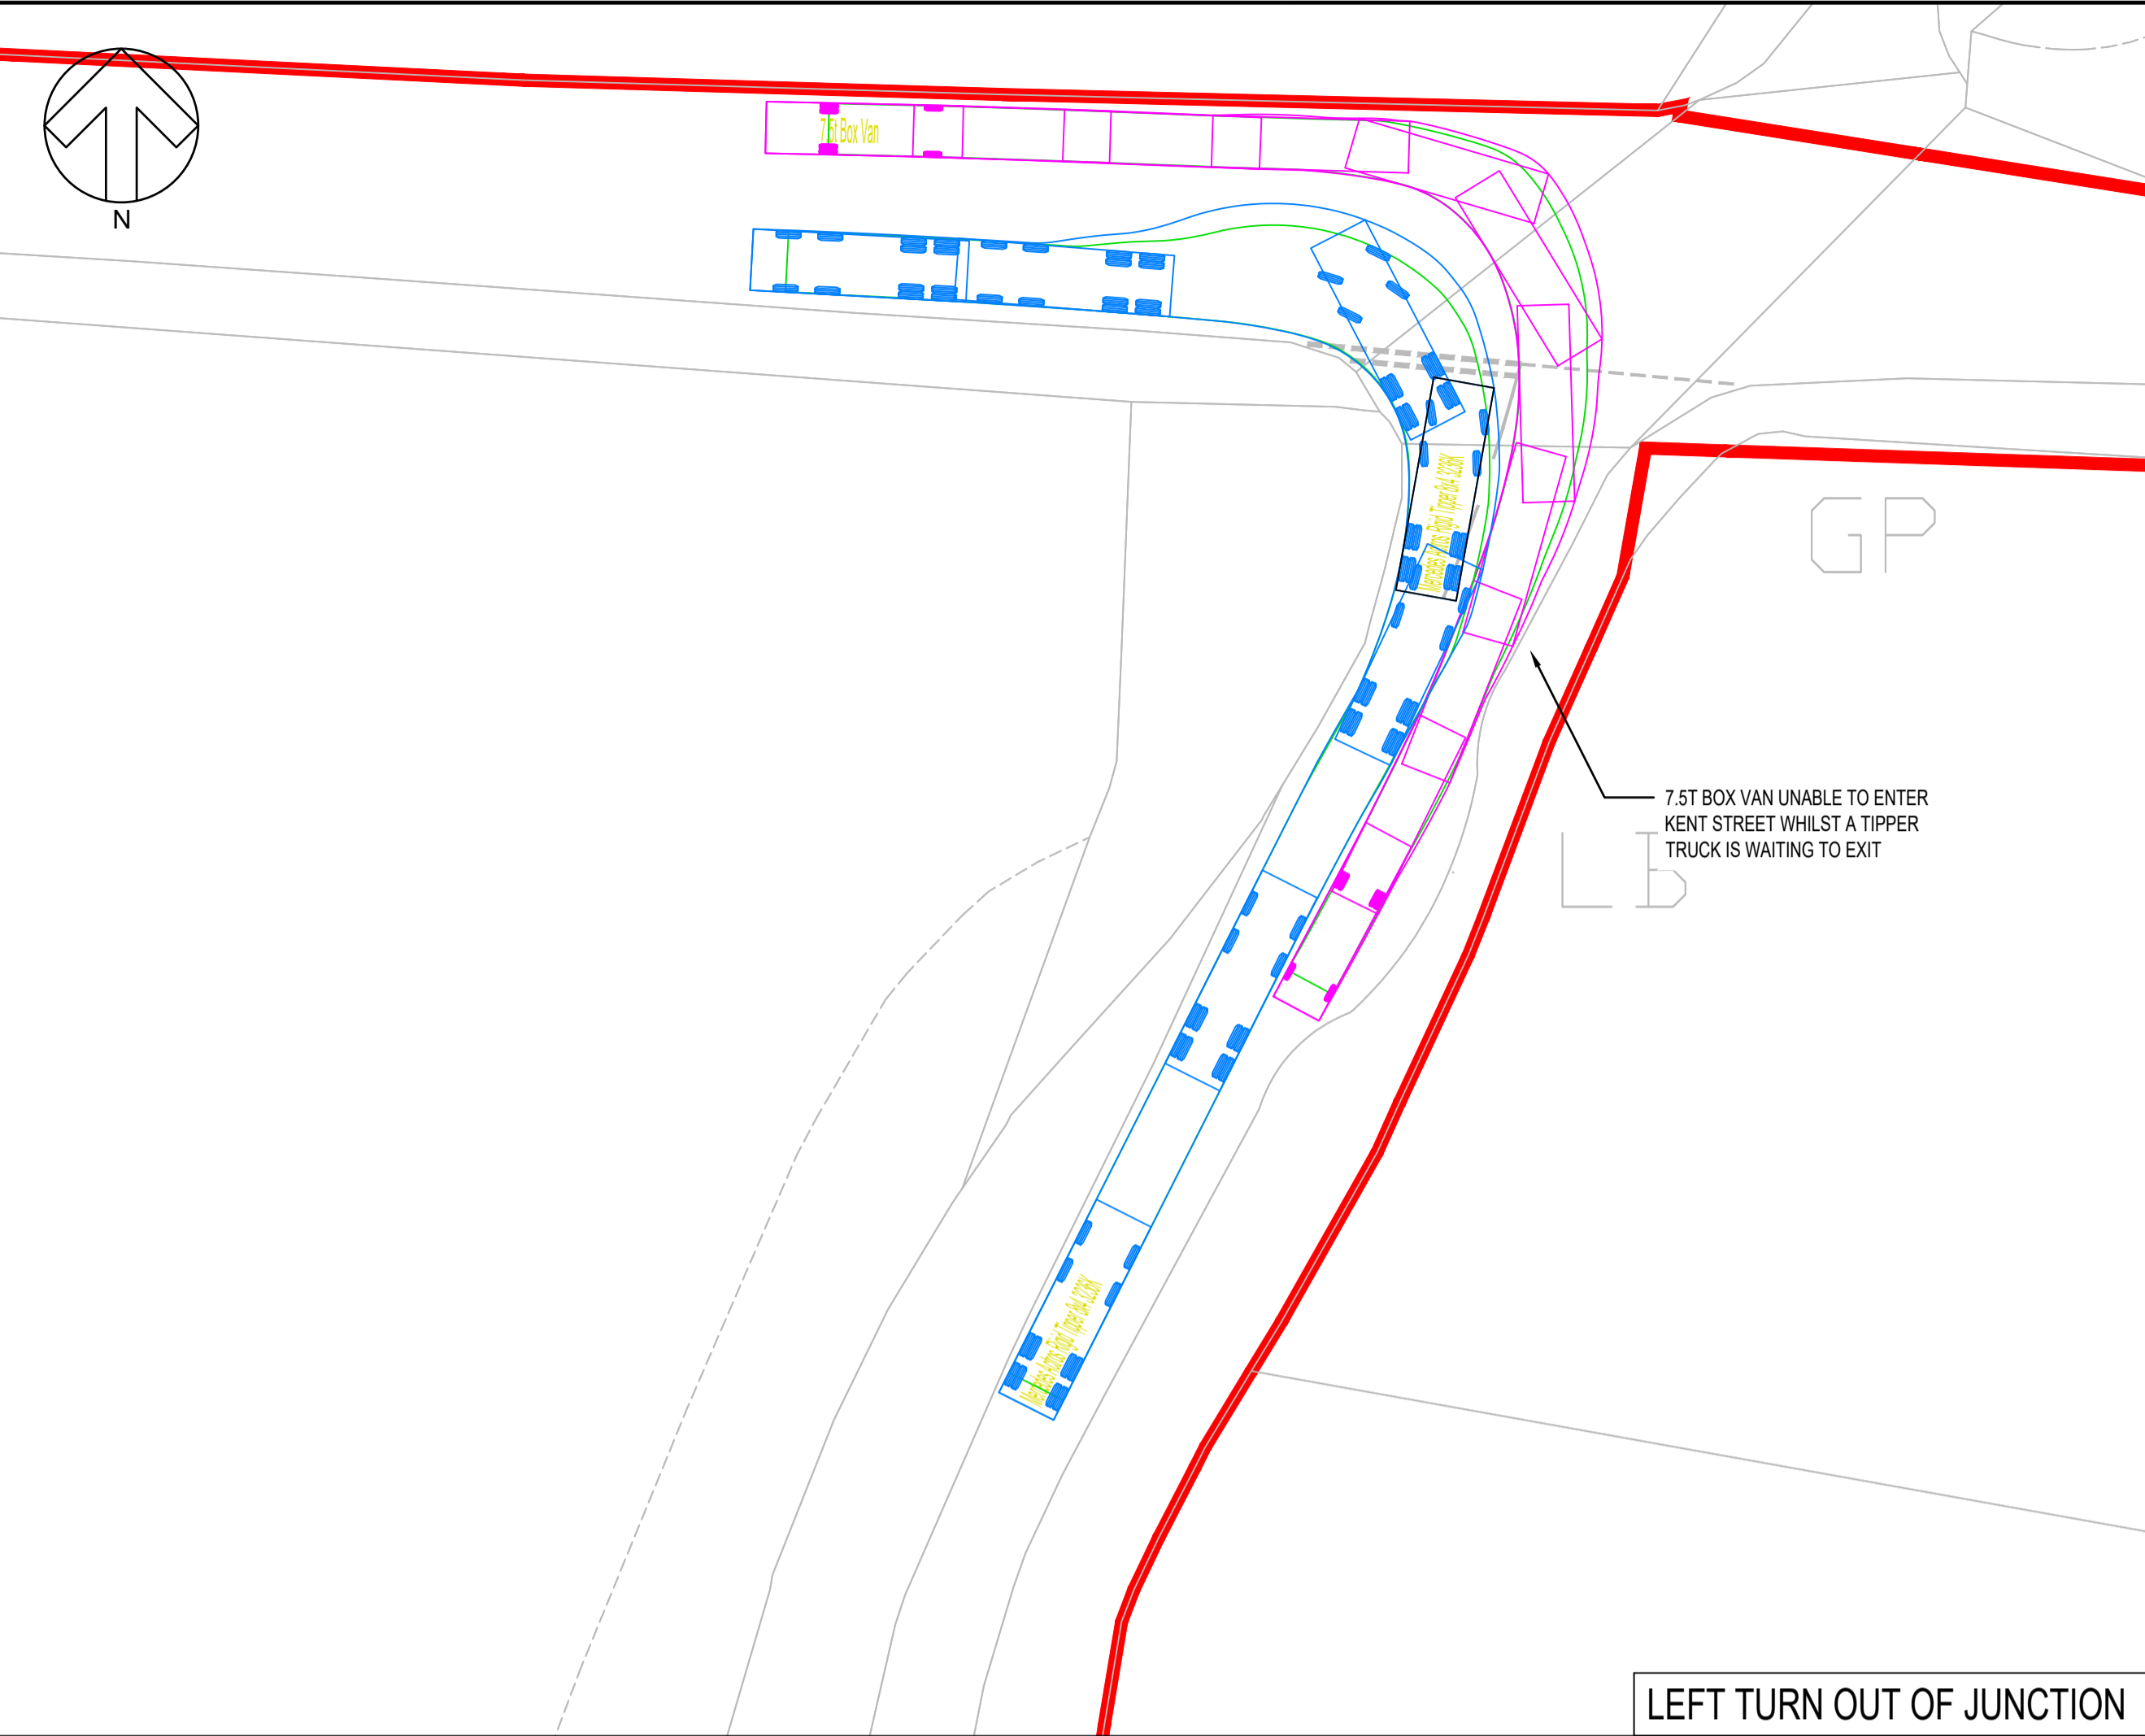 N
7.5t Box Van
GP
7.5T BOX VAN UNABLE TO ENTER
KENT STREET WHILST A TIPPER
TRUCK IS WAITING TO EXIT
LB
LEFT TURN OUT OF JUNCTION